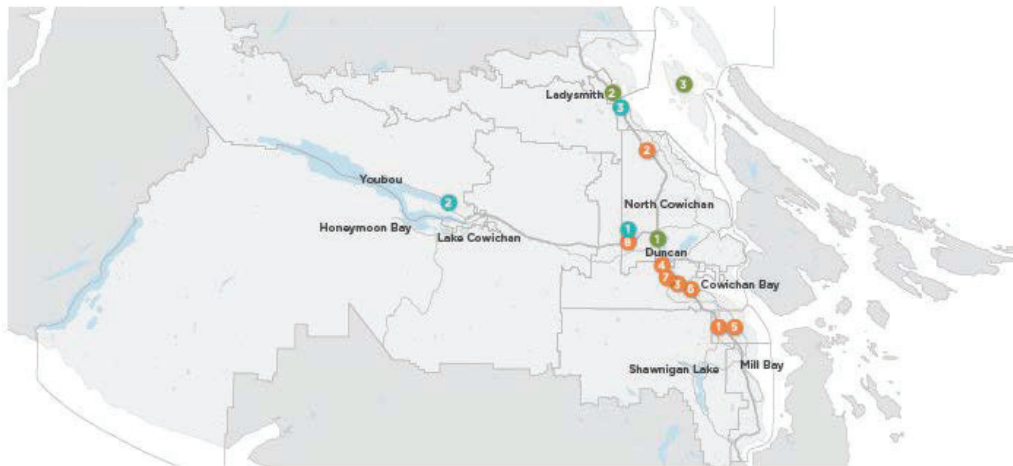 2
3
Ladysmith
3
2
Youbou
2
North Cowichan
Honeymoon Bay
1
Lake Cowichan
1
8
Duncan
4
7
3
6
Cowichan Bay
1
5
Shawnigan Lake
Mill Bay